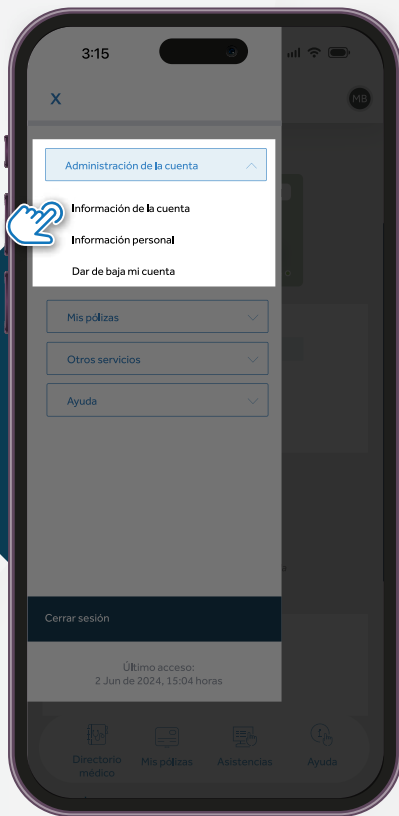 3:15
X
MB
Administración de la cuenta
Información de la cuenta
Información personal
Dar de baja mi cuenta
Mis pólizas
Otros servicios
Ayuda
Cerrar sesión
Último acceso:
2 Jun de 2024, 15:04 horas
Directorio
médico
Mis pólizas
Asistencias
Ayuda